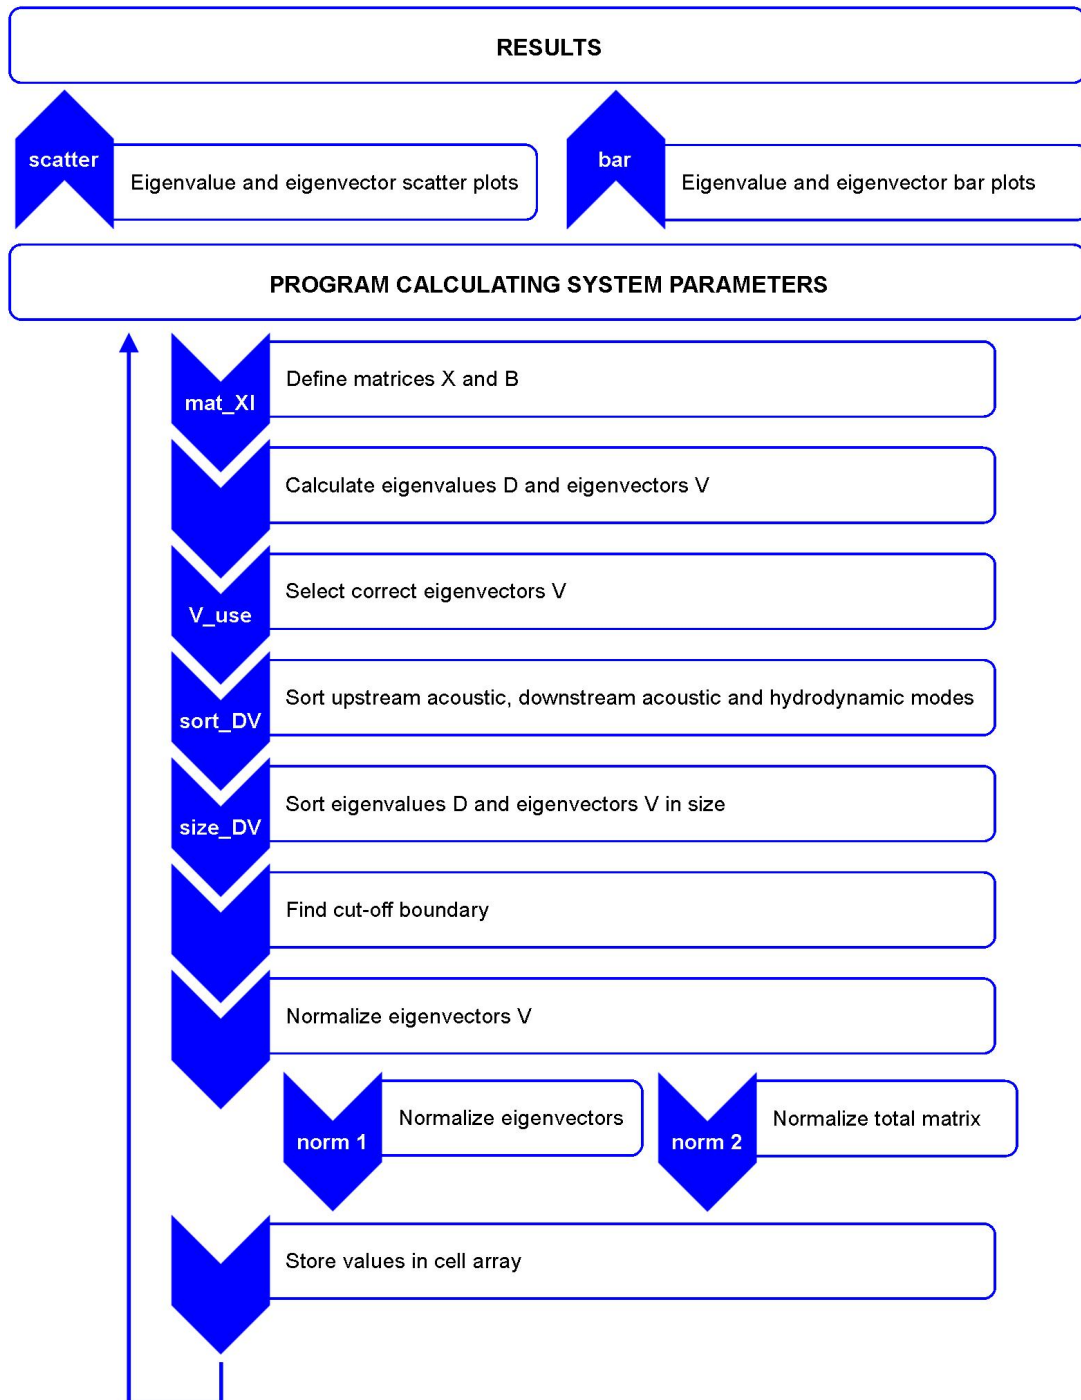 RESULTS
scatter
Eigenvalue and eigenvector scatter plots
bar
Eigenvalue and eigenvector bar plots
PROGRAM CALCULATING SYSTEM PARAMETERS
mat_XI
Define matrices X and B
Calculate eigenvalues D and eigenvectors V
V_use
Select correct eigenvectors V
sort_DV
Sort upstream acoustic, downstream acoustic and hydrodynamic modes
size_DV
Sort eigenvalues D and eigenvectors V in size
Find cut-off boundary
Normalize eigenvectors V
norm 1
Normalize eigenvectors
norm 2
Normalize total matrix
Store values in cell array